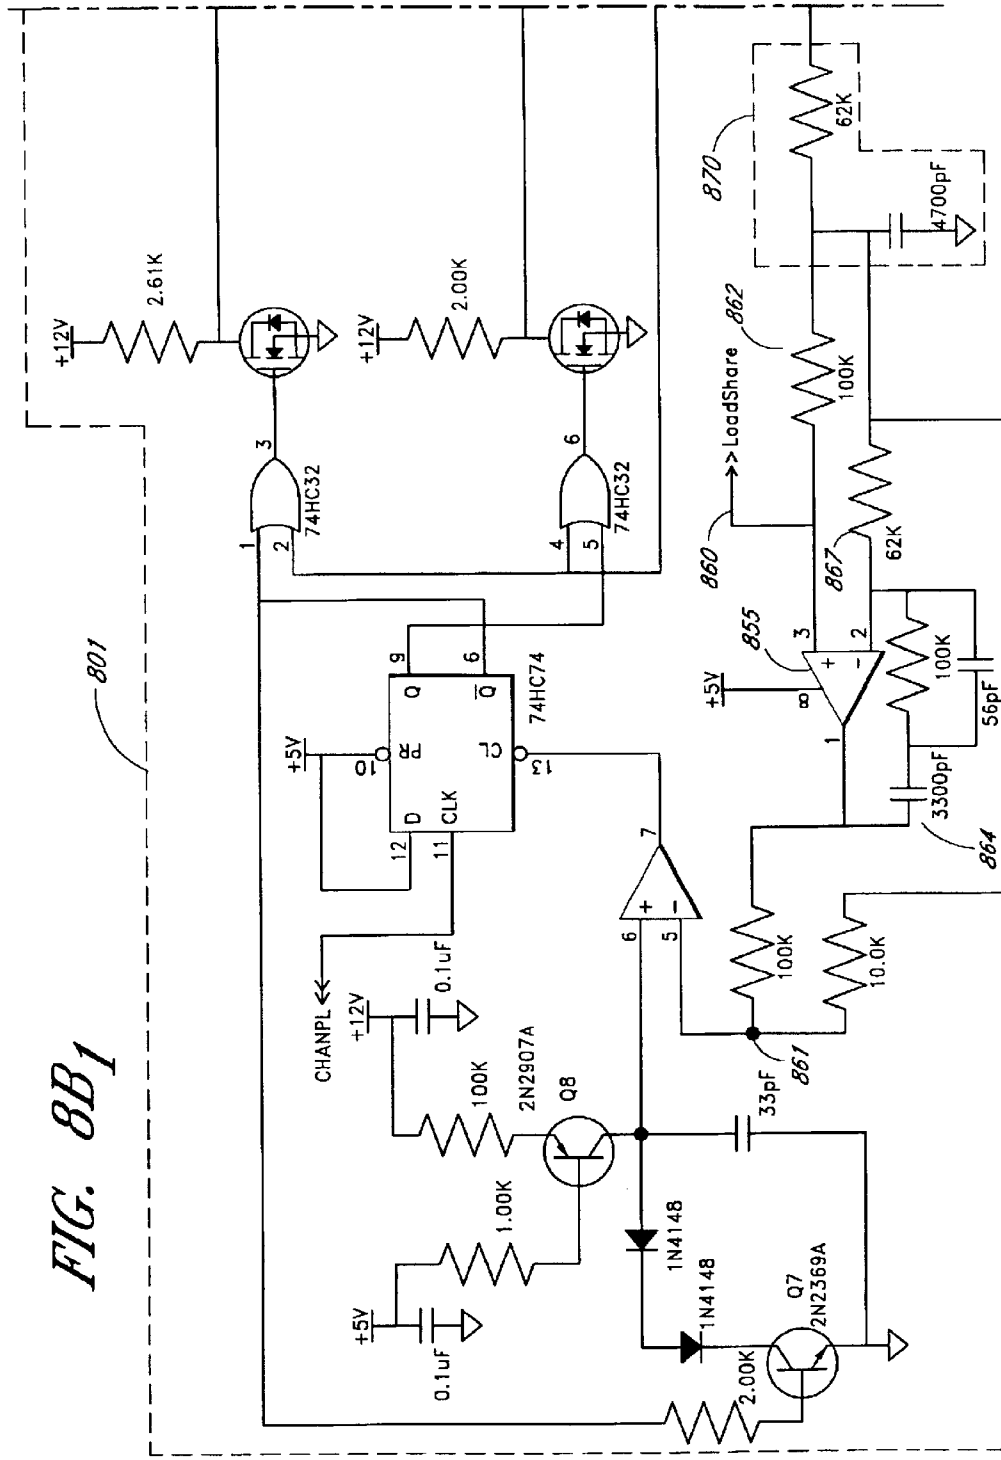 FIG. 8B1
801
+12V
2.61K
+12V
2.00K
3
74HC32
1
2
6
74HC32
4
5
870
62K
4700pF
862
100K
>>LoadShare
860
867
62K
855
+5V
8
3
+
2
-
1
100K
56pF
3300pF
864
9
Q
6
Q
74HC74
+5V
10
PR
CL
13
D
CLK
12
11
CHANPL
7
+
-
6
5
100K
10.0K
861
+12V
0.1uF
100K
2N2907A
Q8
33pF
+5V
0.1uF
1.00K
1N4148
1N4148
2.00K
Q7
2N2369A